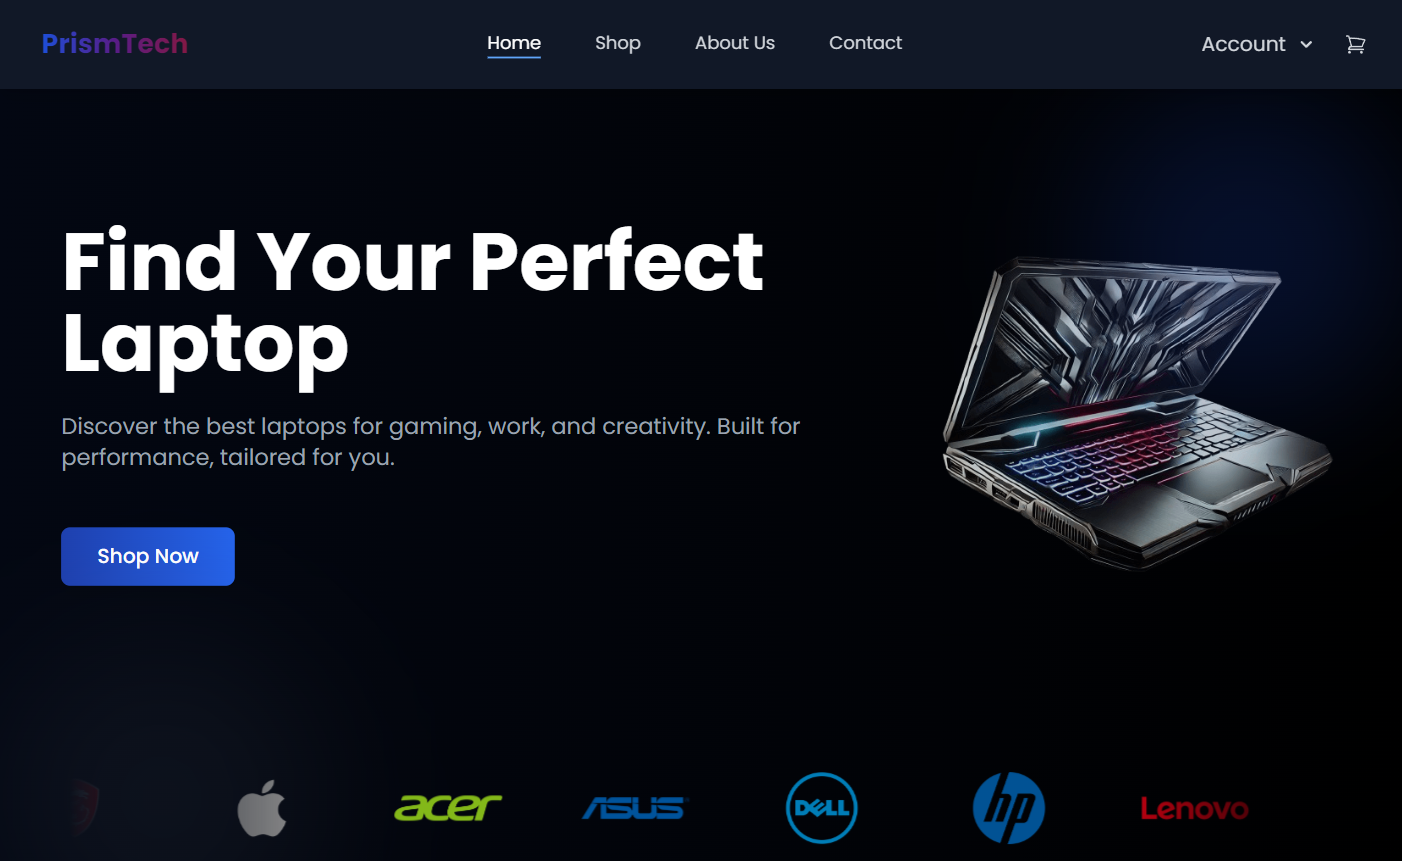 PrismTech
Home
Shop
About Us
Contact
Account
Find Your Perfect
Laptop
Discover the best laptops for gaming, work, and creativity. Built for
performance, tailored for you.
Shop Now
acer
ASUS
DELL
hp
Lenovo